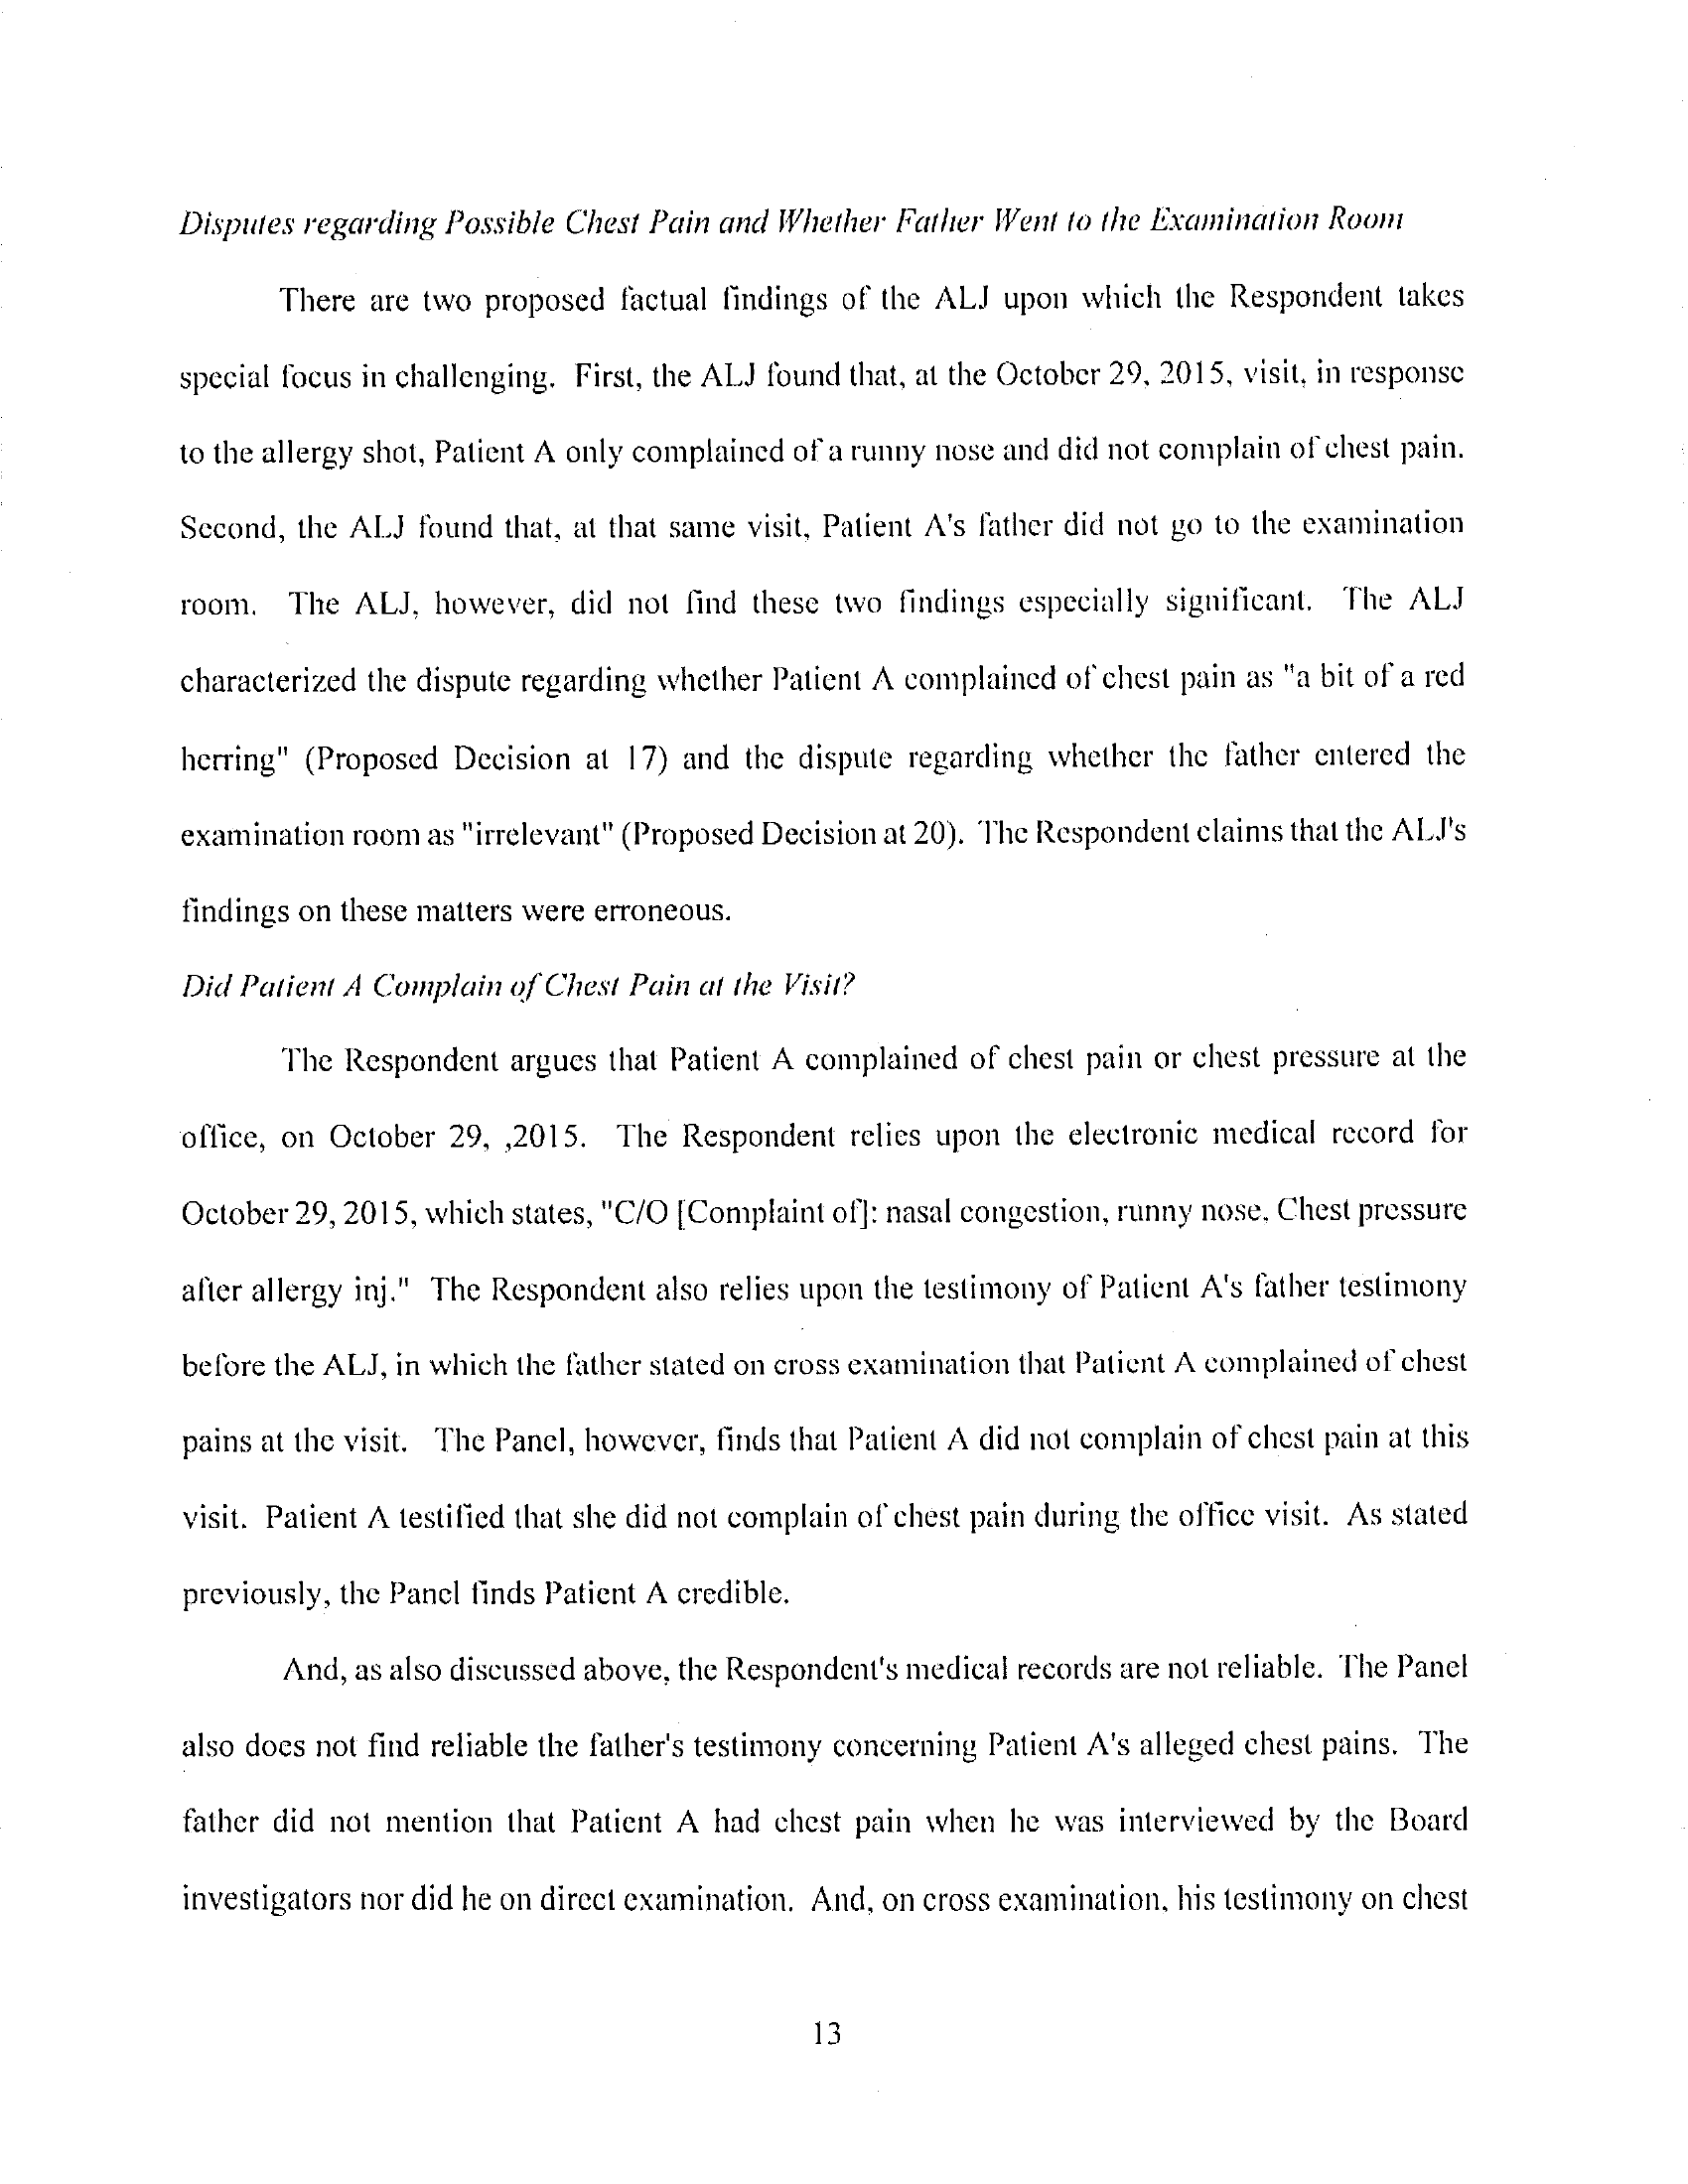 Disputes regarding Possible Chest Pain and Whether Father Went to the Examination Room
There are two proposed factual findings of the ALJ upon which the Respondent takes
special focus in challenging. First, the ALJ found that, at the October 29, 2015, visit, in response
to the allergy shot, Patient A only complained of a runny nose and did not complain of chest pain.
Second, the ALJ found that, at that same visit, Patient A's father did not go to the examination
room. The ALJ, however, did not find these two findings especially significant. The ALJ
characterized the dispute regarding whether Patient A complained of chest pain as "a bit of a red
herring" (Proposed Decision at 17) and the dispute regarding whether the father entered the
examination room as "irrelevant" (Proposed Decision at 20). The Respondent claims that the ALJ's
findings on these matters were erroneous.
Did Patient A Complain of Chest Pain at the Visit?
The Respondent argues that Patient A complained of chest pain or chest pressure at the
office, on October 29, ,2015. The Respondent relies upon the electronic medical record for
October 29, 2015, which states, "C/O [Complaint of]: nasal congestion, runny nose. Chest pressure
after allergy inj." The Respondent also relies upon the testimony of Patient A's father testimony
before the ALJ, in which the father stated on cross examination that Patient A complained of chest
pains at the visit. The Panel, however, finds that Patient A did not complain of chest pain at this
visit. Patient A testified that she did not complain of chest pain during the office visit. As stated
previously, the Panel finds Patient A credible.
And, as also discussed above, the Respondent's medical records are not reliable. The Panel
also does not find reliable the father's testimony concerning Patient A's alleged chest pains. The
father did not mention that Patient A had chest pain when he was interviewed by the Board
investigators nor did he on direct examination. And, on cross examination, his testimony on chest
13